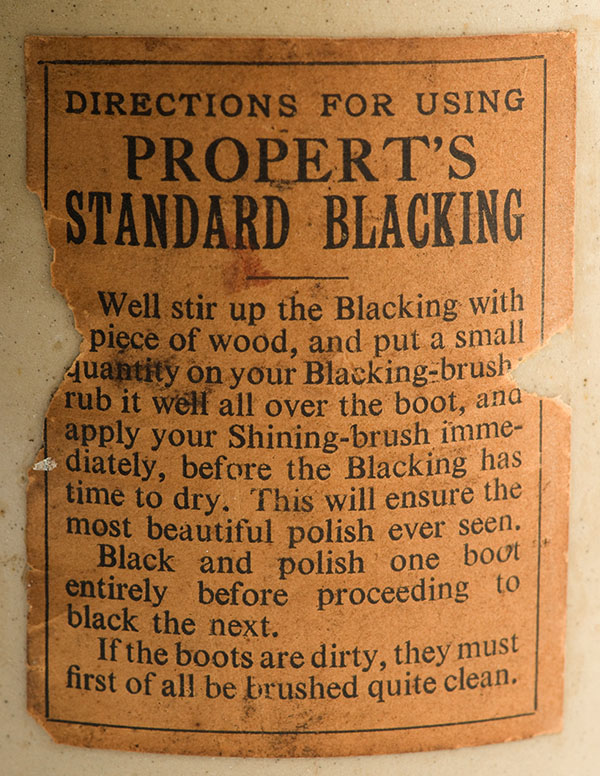 DIRECTIONS FOR USING
PROPERT'S
STANDARD BLACKING
Well stir up the Blacking with
piece of wood, and put a small
quantity on your Blacking-brush
rub it well all over the boot, and
apply your Shining-brush imme-
diately, before the Blacking has
time to dry. This will ensure the
most beautiful polish ever seen.
Black and polish one boot
entirely before proceeding to
black the next.
If the boots are dirty, they must
first of all be brushed quite clean.